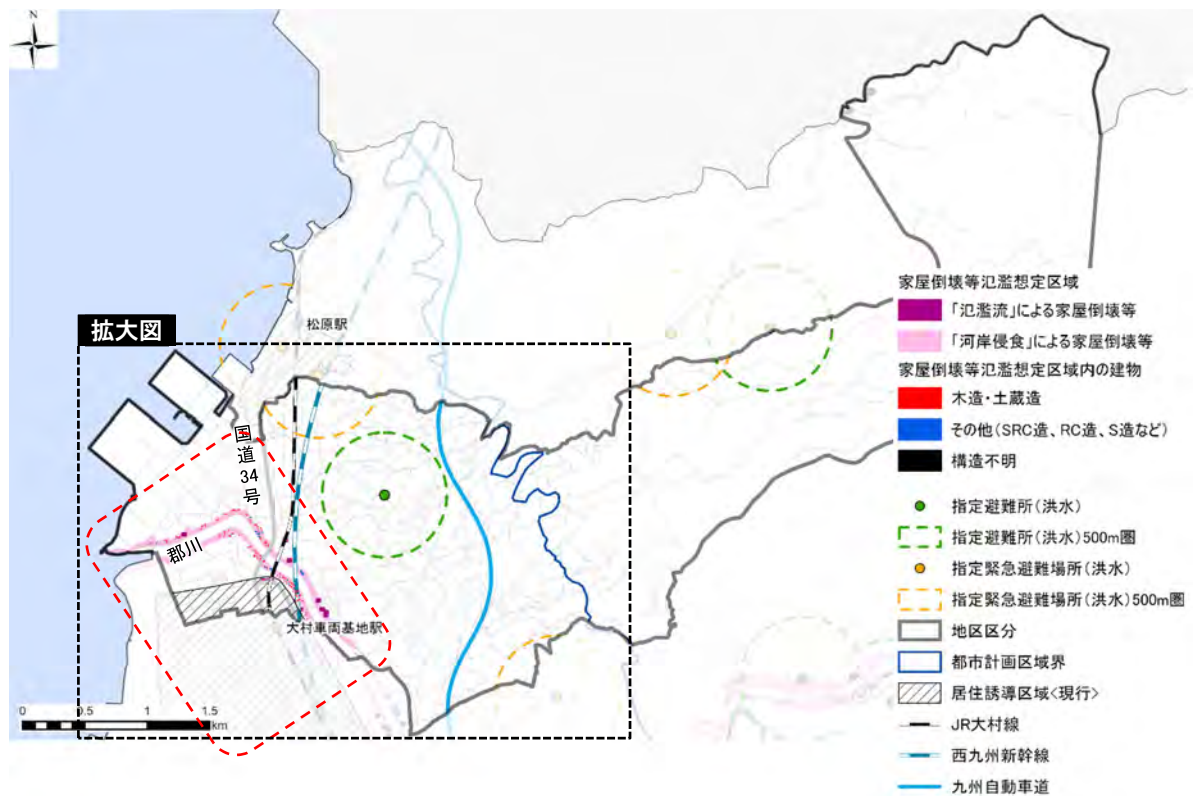 N
松原駅
拡大図
国道34号
郡川
大村車両基地駅
0 0.5 1 1.5
km
家屋倒壊等氾濫想定区域
「氾濫流」による家屋倒壊等
「河岸侵食」による家屋倒壊等
家屋倒壊等氾濫想定区域内の建物
木造・土蔵造
その他(SRC造、RC造、S造など)
構造不明
指定避難所(洪水)
指定避難所(洪水)500m圏
指定緊急避難場所(洪水)
指定緊急避難場所(洪水)500m圏
地区区分
都市計画区域界
居住誘導区域<現行>
JR大村線
西九州新幹線
九州自動車道